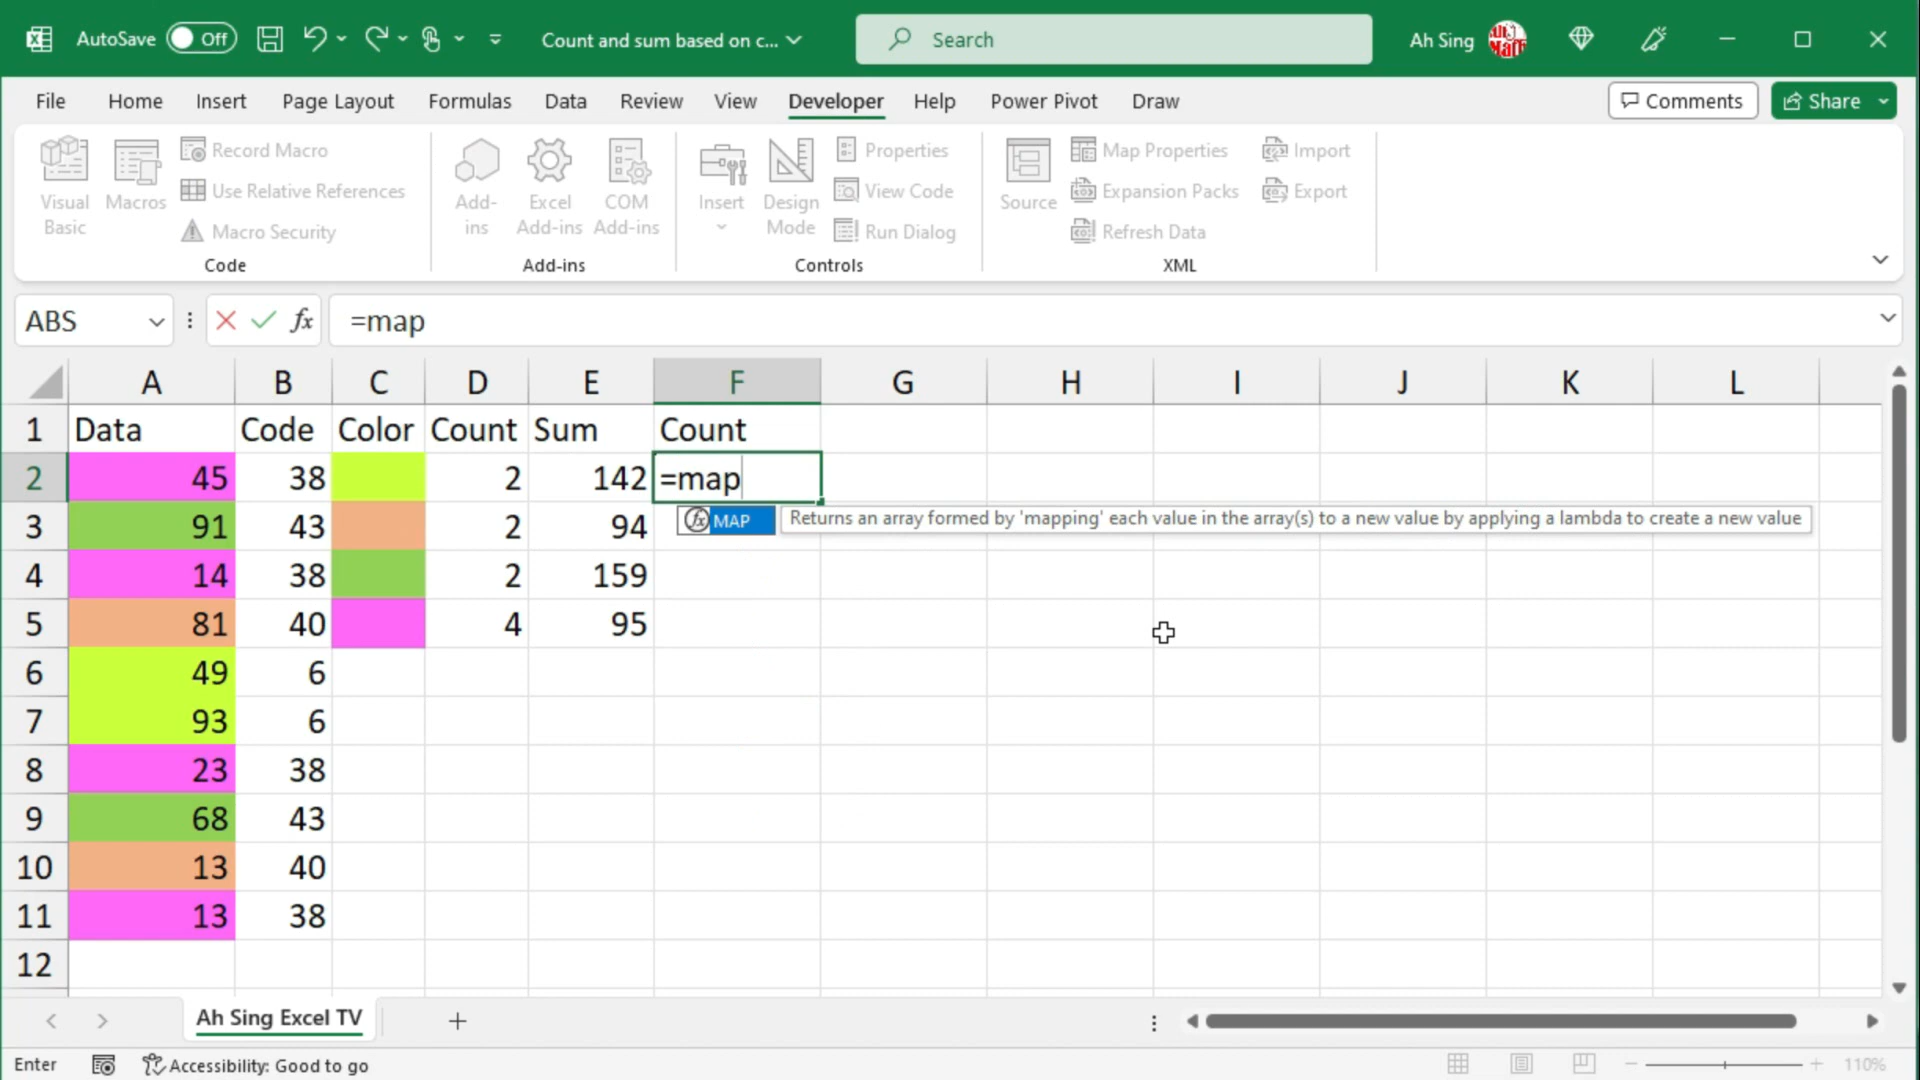 AutoSave Off Count and sum based on c... Search Ah Sing
File Home Insert Page Layout Formulas Data Review View Developer Help Power Pivot Draw Comments Share
Visual Basic
Macros
Record Macro
Use Relative References
Macro Security
Code
Add-ins
Excel Add-ins
COM Add-ins
Add-ins
Insert
Design Mode
Properties
View Code
Run Dialog
Controls
Source
Map Properties
Expansion Packs
Refresh Data
Import
Export
XML
ABS fx =map
A B C D E F G H I J K L
1 Data Code Color Count Sum Count
2 45 38 2 142 =map
MAP Returns an array formed by 'mapping' each value in the array(s) to a new value by applying a lambda to create a new value
3 91 43 2 94
4 14 38 2 159
5 81 40 4 95
6 49 6
7 93 6
8 23 38
9 68 43
10 13 40
11 13 38
12
Ah Sing Excel TV
Enter Accessibility: Good to go 110%